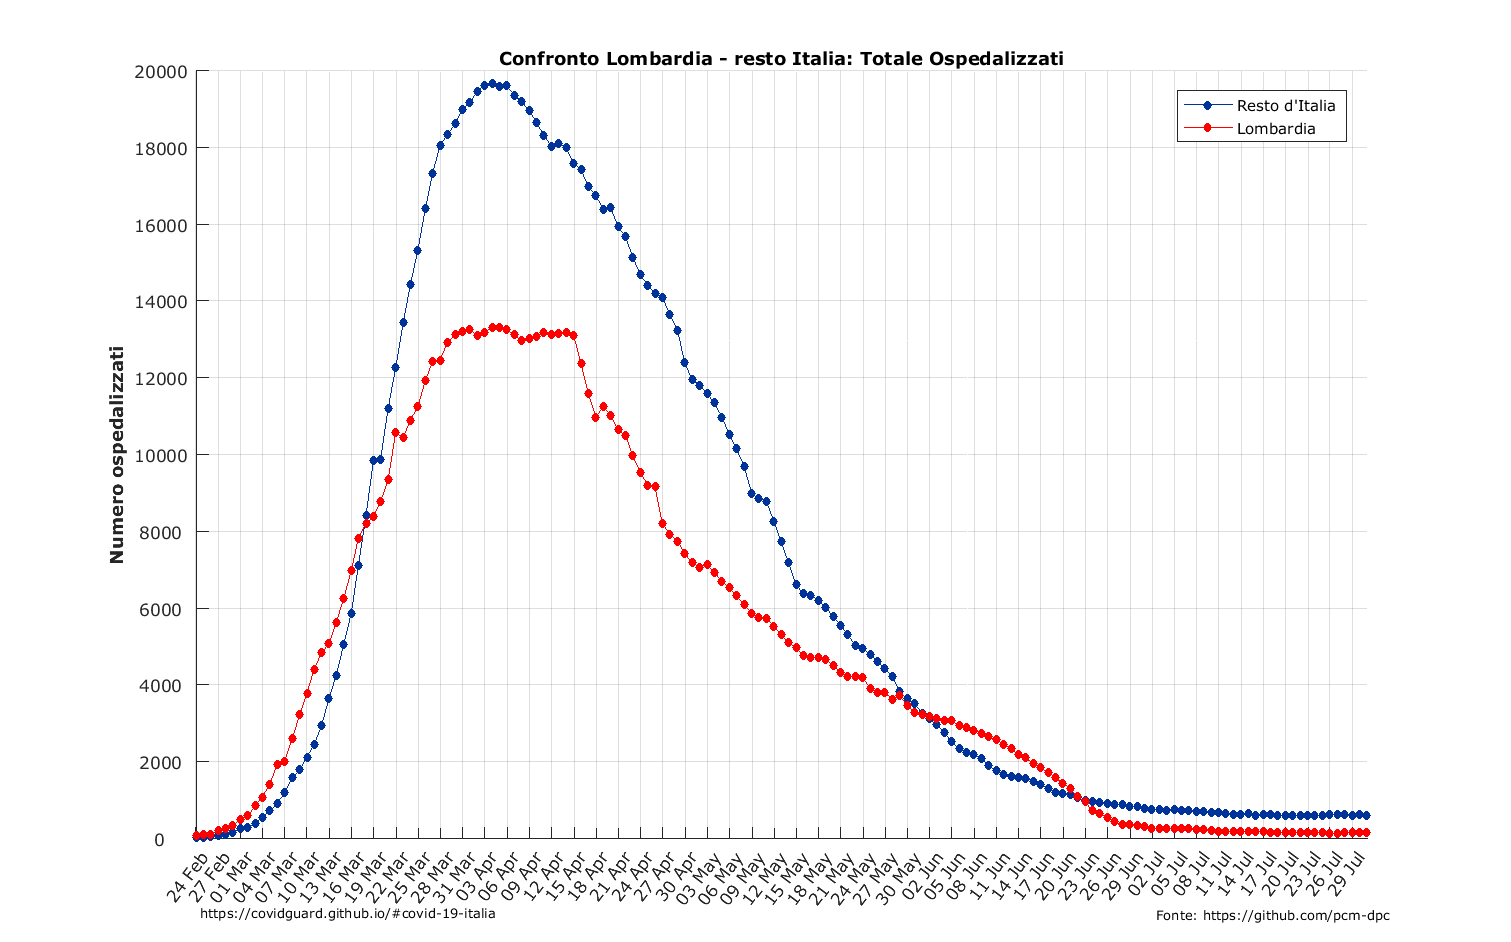 Confronto Lombardia - resto Italia: Totale Ospedalizzati
Resto d'Italia
Lombardia
Numero ospedalizzati
20000
18000
16000
14000
12000
10000
8000
6000
4000
2000
0
24 Feb
27 Feb
01 Mar
04 Mar
07 Mar
10 Mar
13 Mar
16 Mar
19 Mar
22 Mar
25 Mar
28 Mar
31 Mar
03 Apr
06 Apr
09 Apr
12 Apr
15 Apr
18 Apr
21 Apr
24 Apr
27 Apr
30 Apr
03 May
06 May
09 May
12 May
15 May
18 May
21 May
24 May
27 May
30 May
02 Jun
05 Jun
08 Jun
11 Jun
14 Jun
17 Jun
20 Jun
23 Jun
26 Jun
29 Jun
02 Jul
05 Jul
08 Jul
11 Jul
14 Jul
17 Jul
20 Jul
23 Jul
26 Jul
29 Jul
https://covidguard.github.io/#covid-19-italia
Fonte: https://github.com/pcm-dpc